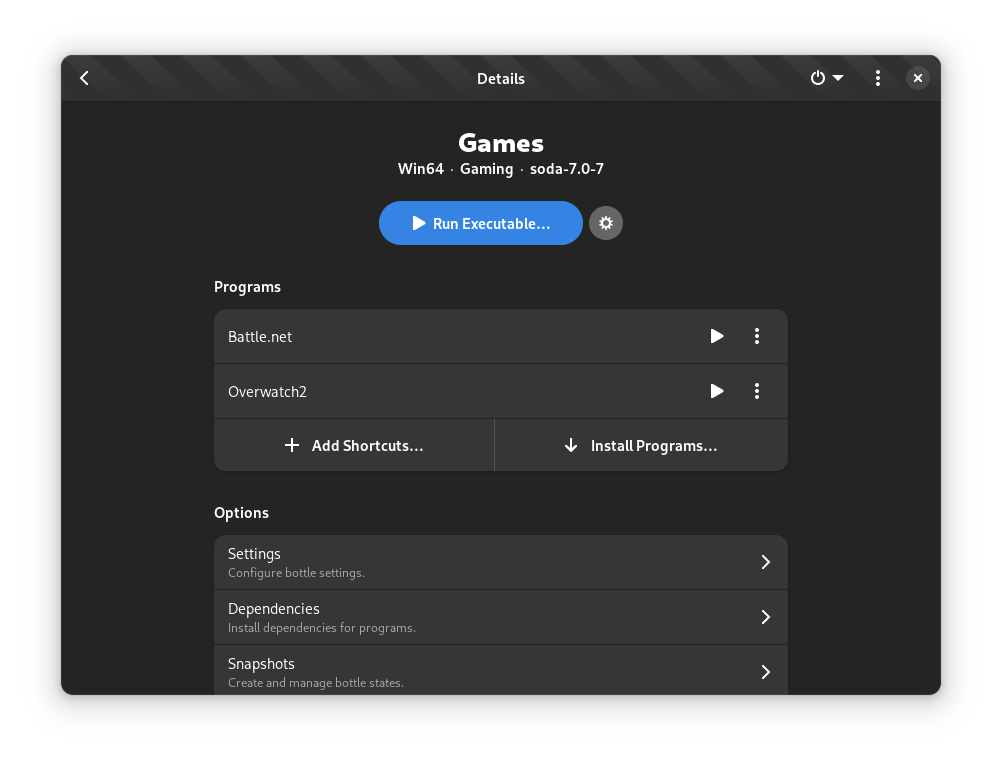 Details
Games
Win64 · Gaming · soda-7.0-7
Run Executable…
Programs
Battle.net
Overwatch2
Add Shortcuts…
Install Programs…
Options
Settings
Configure bottle settings.
Dependencies
Install dependencies for programs.
Snapshots
Create and manage bottle states.